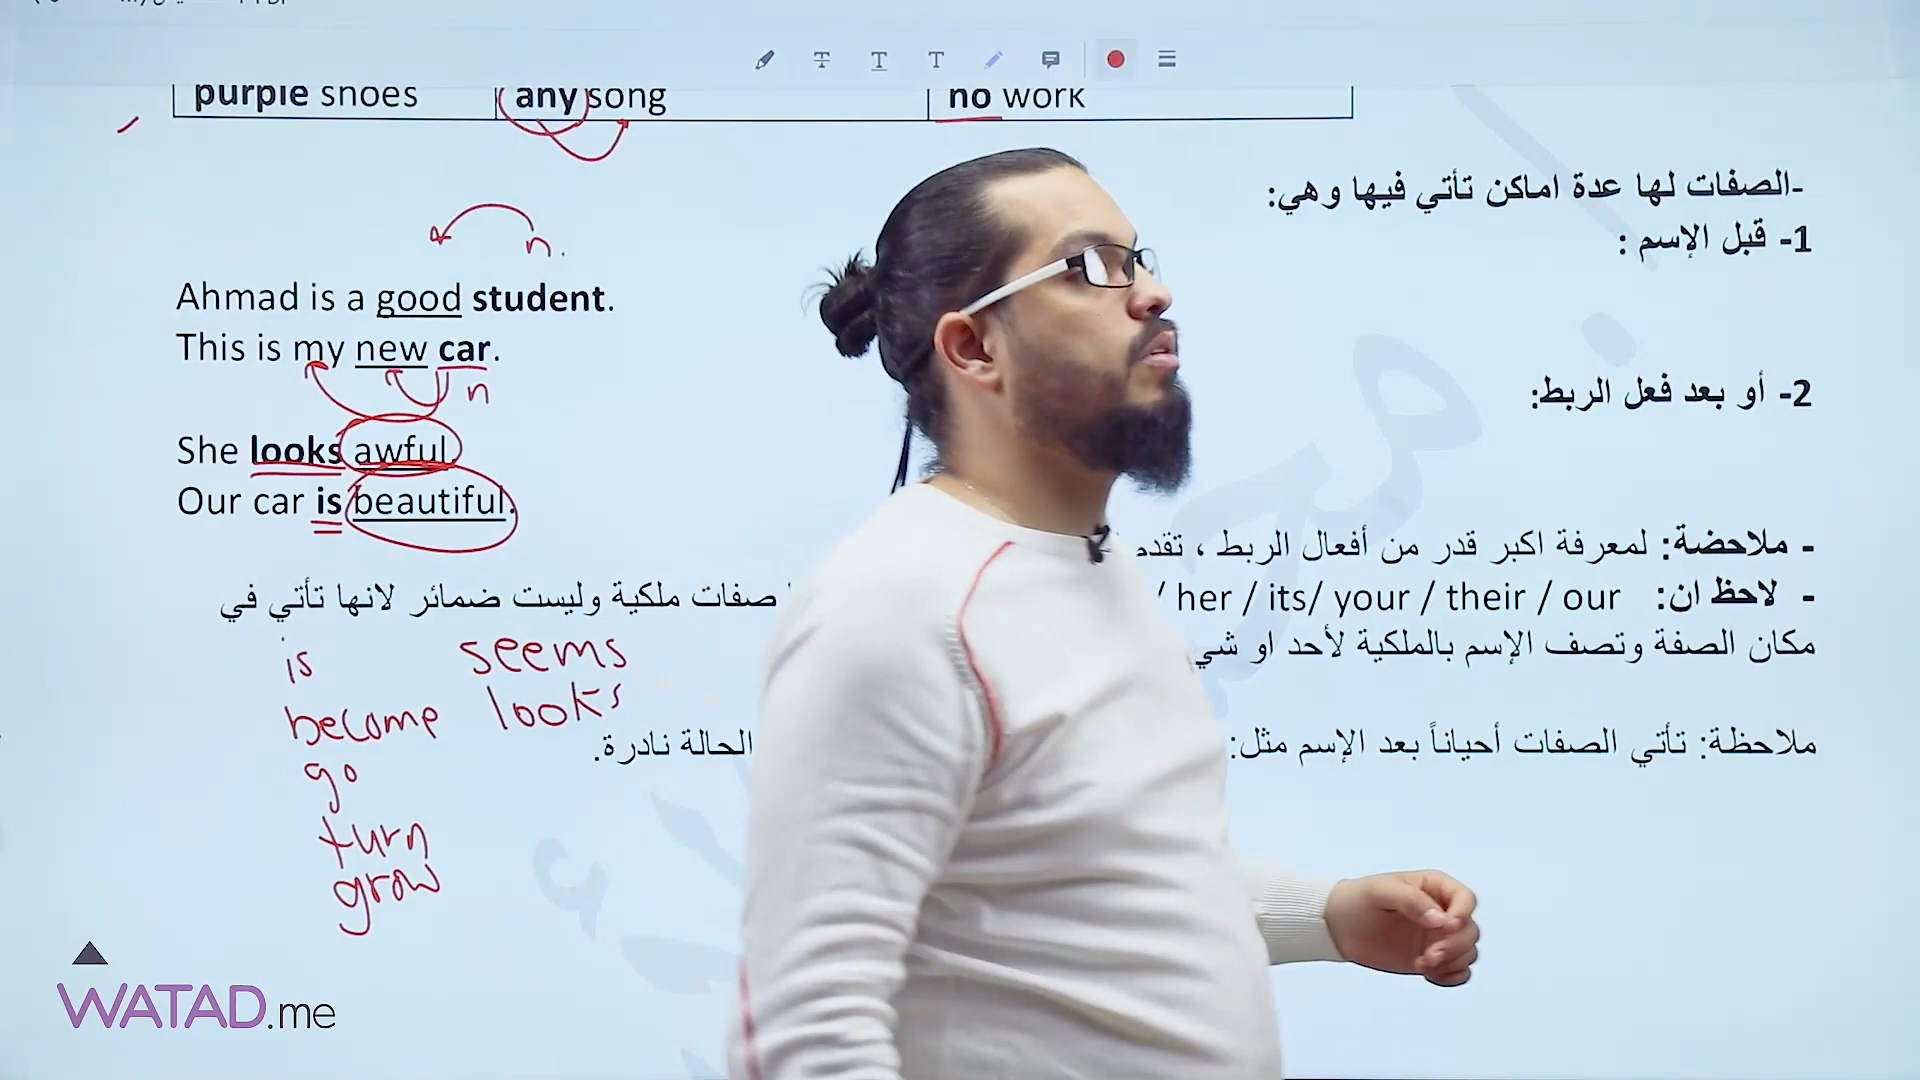 purple shoes any song no work
-الصفات لها عدة اماكن تأتي فيها وهي:
1- قبل الإسم :
n.
Ahmad is a good student.
This is my new car.
n
2- أو بعد فعل الربط:
She looks awful.
Our car is beautiful.
- ملاحضة: لمعرفة اكبر قدر من أفعال الربط ، تقدم
- لاحظ ان: / her / its/ your / their / our صفات ملكية وليست ضمائر لانها تأتي في
مكان الصفة وتصف الإسم بالملكية لأحد او شي
is seems
become looks
go
turn
grow
ملاحظة: تأتي الصفات أحياناً بعد الإسم مثل: الحالة نادرة.
WATAD.me